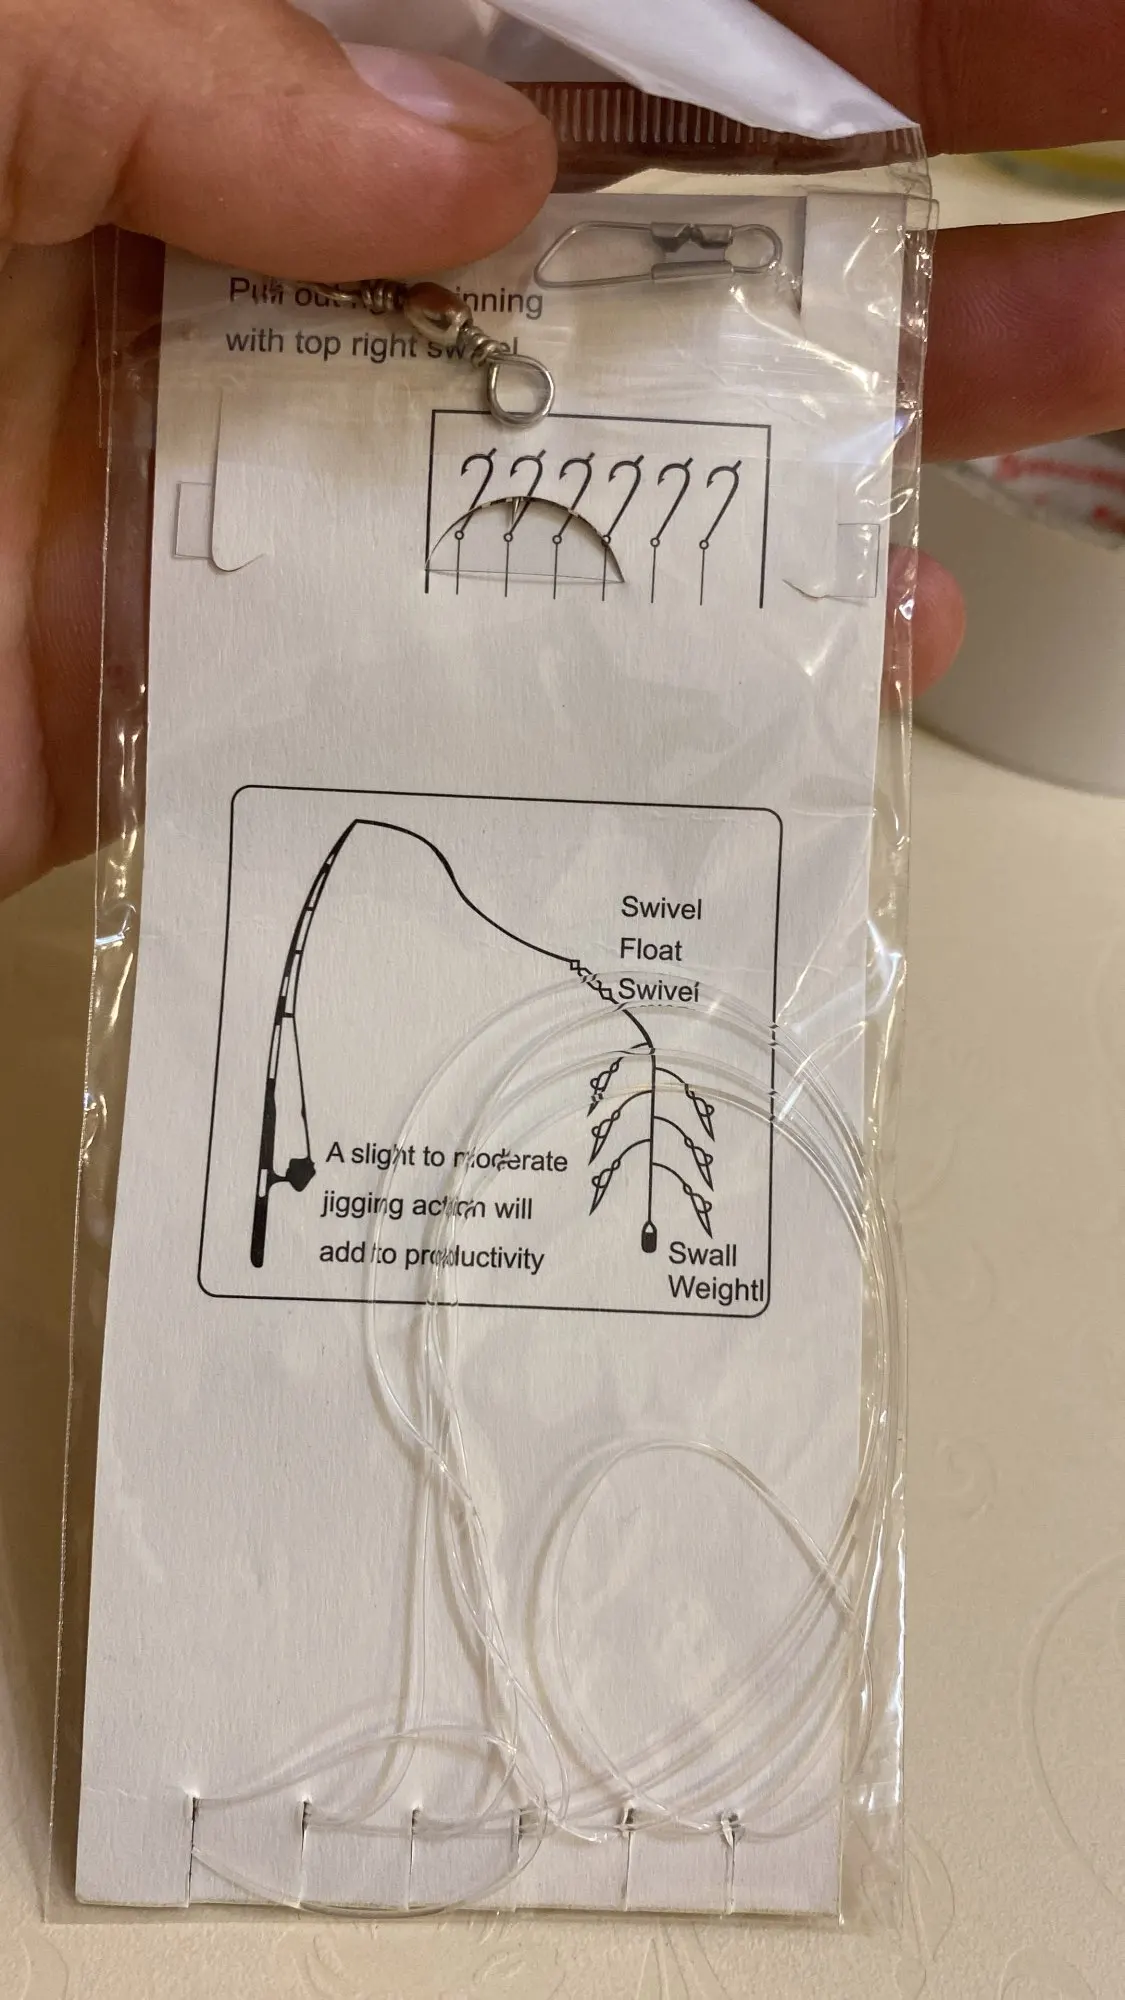 Pull out inning
with top right swivel
Swivel
Float
Swivel
A slight to moderate
jigging action will
add to productivity
Swall
Weightl